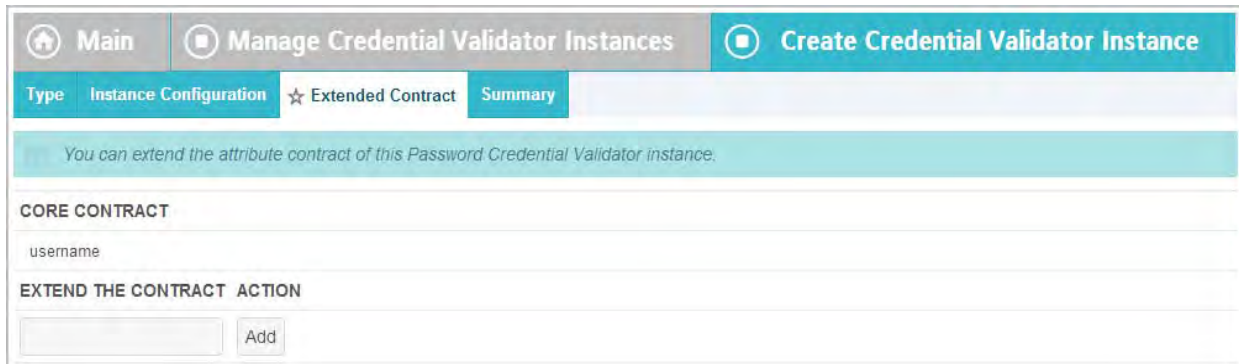 Main Manage Credential Validator Instances Create Credential Validator Instance
Type Instance Configuration Extended Contract Summary
You can extend the attribute contract of this Password Credential Validator instance.
CORE CONTRACT
username
EXTEND THE CONTRACT ACTION
Add